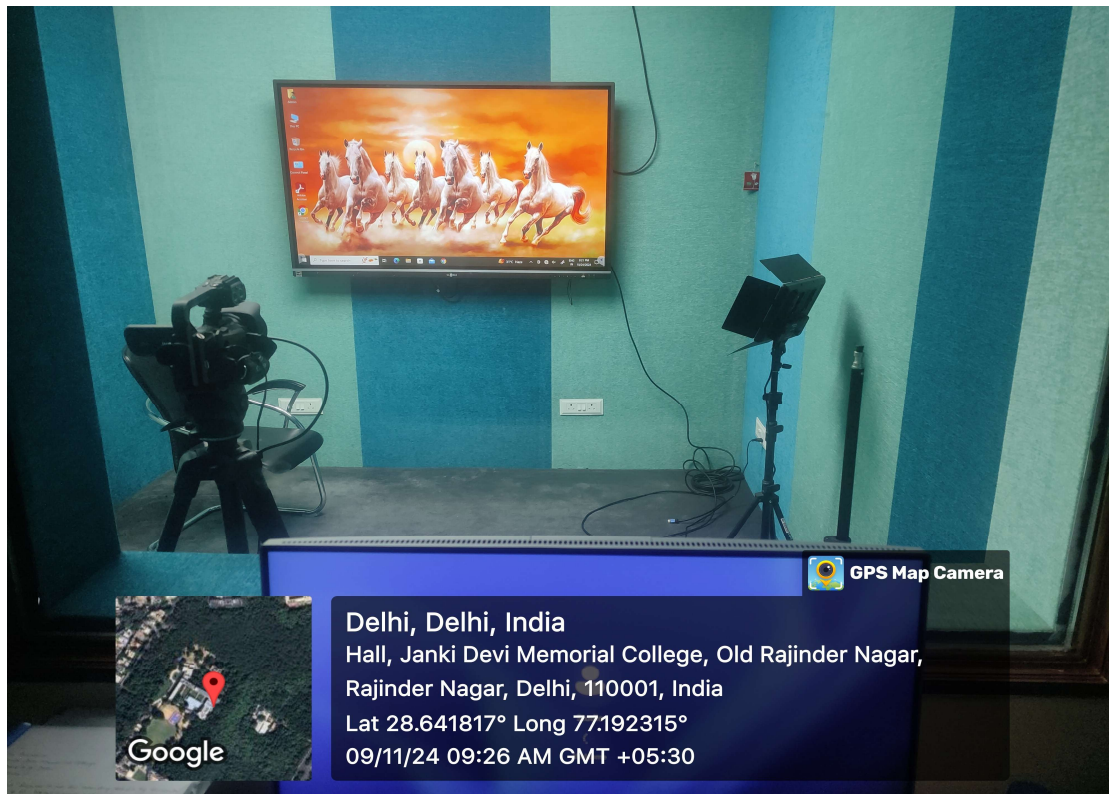 GPS Map Camera
Delhi, Delhi, India
Hall, Janki Devi Memorial College, Old Rajinder Nagar,
Rajinder Nagar, Delhi, 110001, India
Lat 28.641817° Long 77.192315°
09/11/24 09:26 AM GMT +05:30
Google